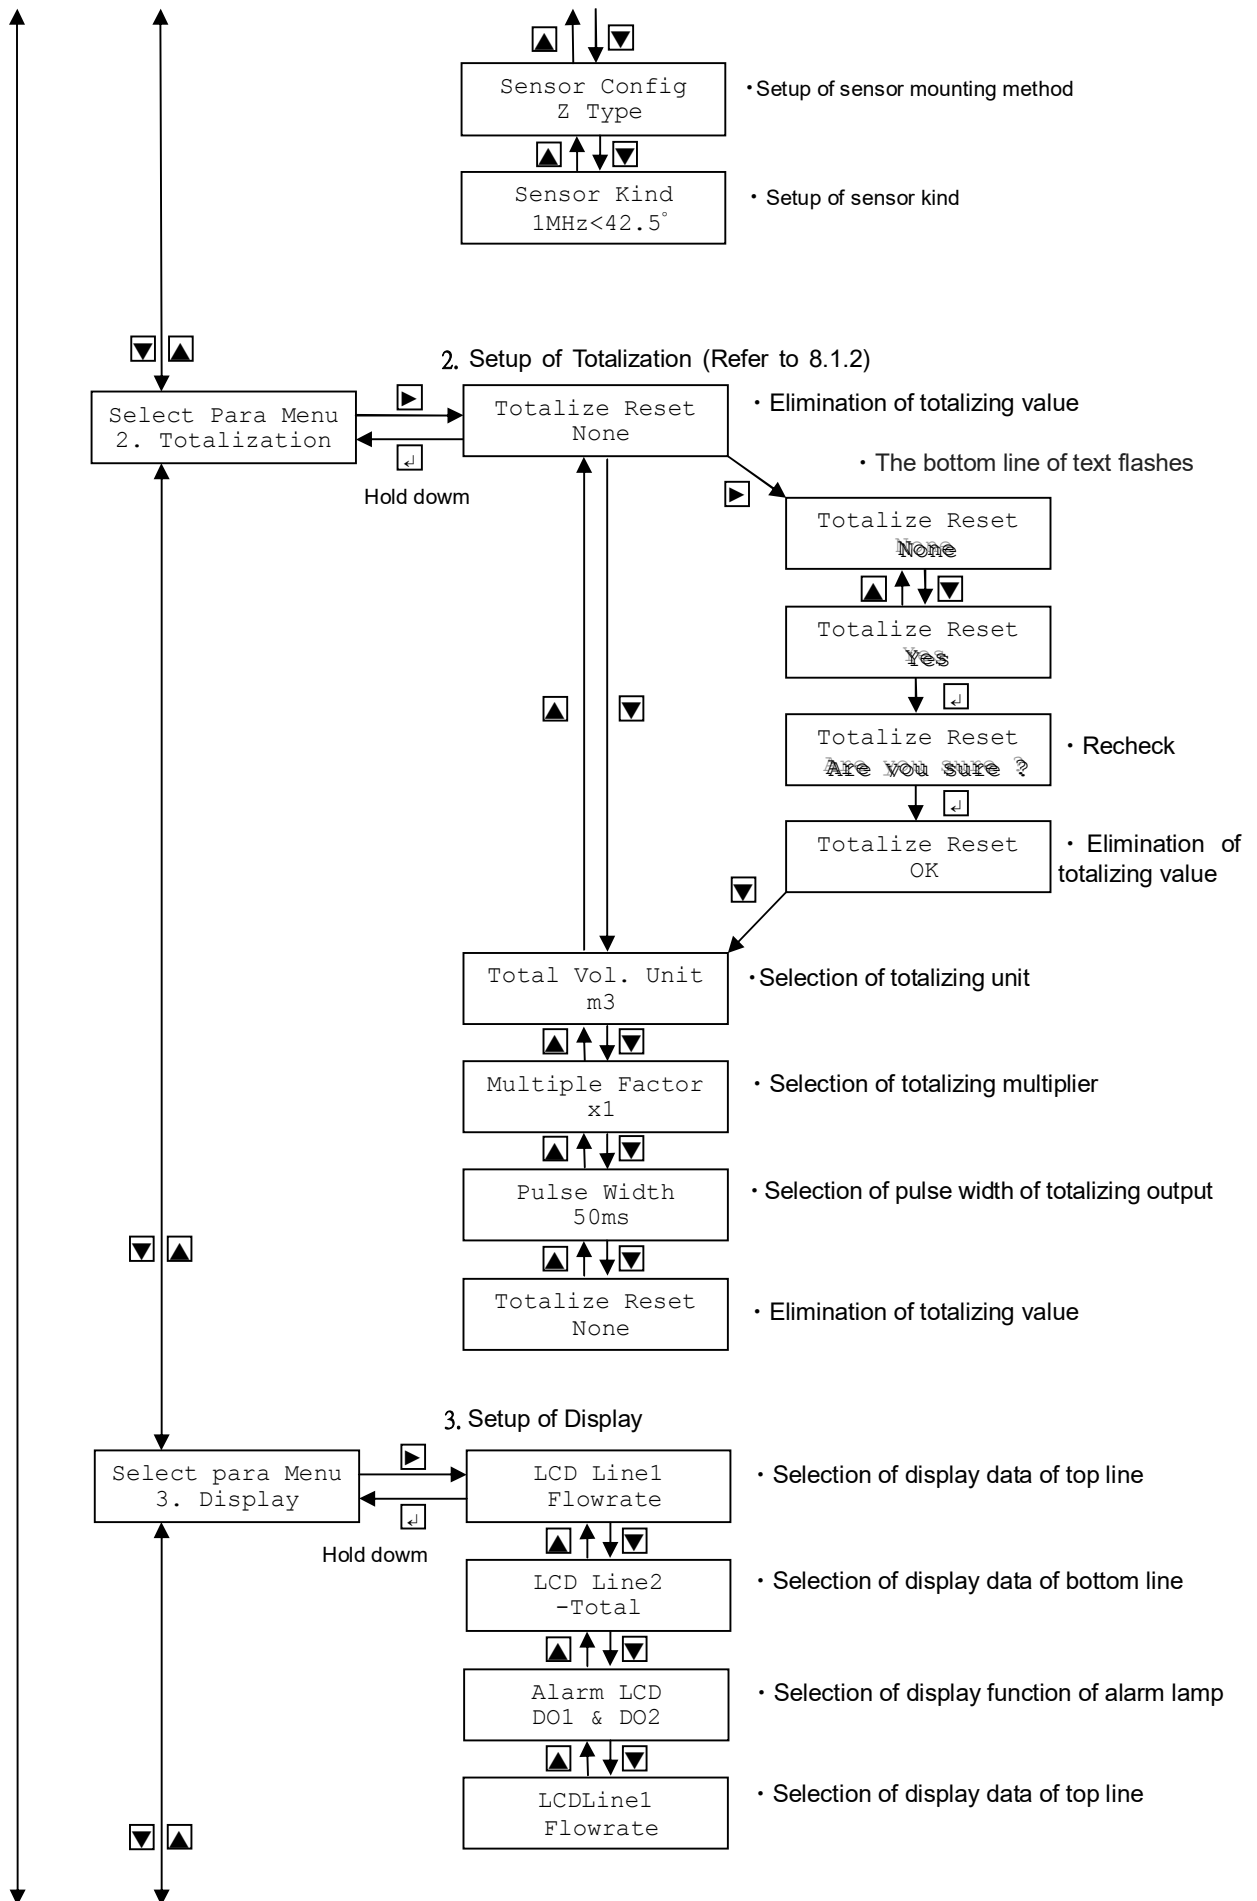 Sensor Config
Z Type
・Setup of sensor mounting method
Sensor Kind
1MHz<42.5°
・Setup of sensor kind
2. Setup of Totalization (Refer to 8.1.2)
Select Para Menu
2. Totalization
Hold dowm
Totalize Reset
None
・Elimination of totalizing value
・The bottom line of text flashes
Totalize Reset
None
Totalize Reset
Yes
Totalize Reset
Are you sure ?
・Recheck
Totalize Reset
OK
・Elimination of
totalizing value
Total Vol. Unit
m3
・Selection of totalizing unit
Multiple Factor
x1
・Selection of totalizing multiplier
Pulse Width
50ms
・Selection of pulse width of totalizing output
Totalize Reset
None
・Elimination of totalizing value
3. Setup of Display
Select para Menu
3. Display
Hold dowm
LCD Line1
Flowrate
・Selection of display data of top line
LCD Line2
-Total
・Selection of display data of bottom line
Alarm LCD
DO1 & DO2
・Selection of display function of alarm lamp
LCDLine1
Flowrate
・Selection of display data of top line